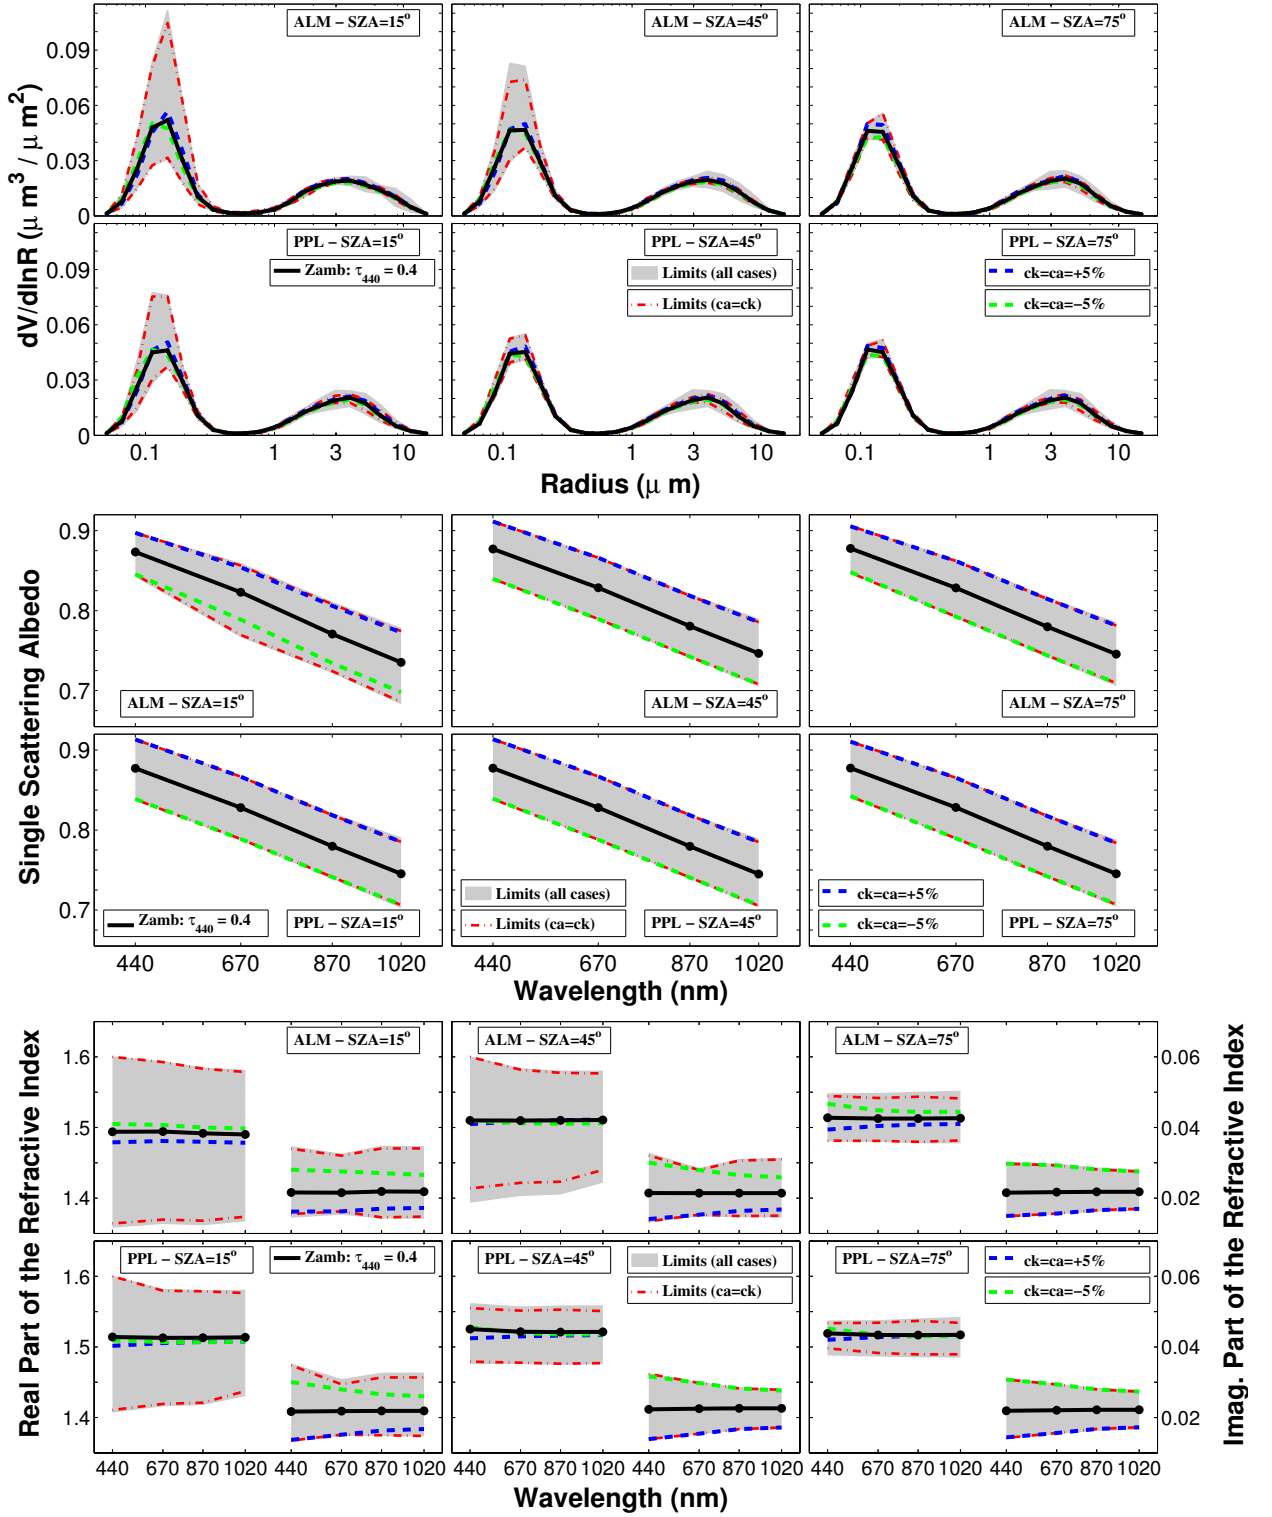 ALM − SZA=15°
ALM − SZA=45°
ALM − SZA=75°
0.09
0.06
0.03
0
dV/dlnR (μ m³ / μ m²)
PPL − SZA=15°
PPL − SZA=45°
PPL − SZA=75°
Zamb: τ₄₄₀ = 0.4
Limits (all cases)
Limits (ca=ck)
ck=ca=+5%
ck=ca=−5%
0.09
0.06
0.03
0
0.1 1 3 10
0.1 1 3 10
0.1 1 3 10
Radius (μ m)
Single Scattering Albedo
0.9
0.8
0.7
ALM − SZA=15°
ALM − SZA=45°
ALM − SZA=75°
0.9
0.8
0.7
Zamb: τ₄₄₀ = 0.4
PPL − SZA=15°
Limits (all cases)
Limits (ca=ck)
PPL − SZA=45°
ck=ca=+5%
ck=ca=−5%
PPL − SZA=75°
440 670 870 1020
440 670 870 1020
440 670 870 1020
Wavelength (nm)
Real Part of the Refractive Index
Imag. Part of the Refractive Index
ALM − SZA=15°
ALM − SZA=45°
ALM − SZA=75°
1.6
1.5
1.4
0.06
0.04
0.02
PPL − SZA=15°
Zamb: τ₄₄₀ = 0.4
PPL − SZA=45°
Limits (all cases)
Limits (ca=ck)
PPL − SZA=75°
ck=ca=+5%
ck=ca=−5%
1.6
1.5
1.4
0.06
0.04
0.02
440 670 870 1020 440 670 870 1020
440 670 870 1020 440 670 870 1020
440 670 870 1020 440 670 870 1020
Wavelength (nm)